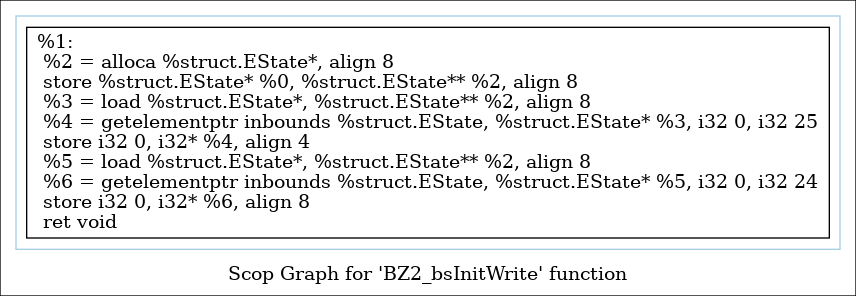 %1:
%2 = alloca %struct.EState*, align 8
store %struct.EState* %0, %struct.EState** %2, align 8
%3 = load %struct.EState*, %struct.EState** %2, align 8
%4 = getelementptr inbounds %struct.EState, %struct.EState* %3, i32 0, i32 25
store i32 0, i32* %4, align 4
%5 = load %struct.EState*, %struct.EState** %2, align 8
%6 = getelementptr inbounds %struct.EState, %struct.EState* %5, i32 0, i32 24
store i32 0, i32* %6, align 8
ret void
Scop Graph for 'BZ2_bsInitWrite' function